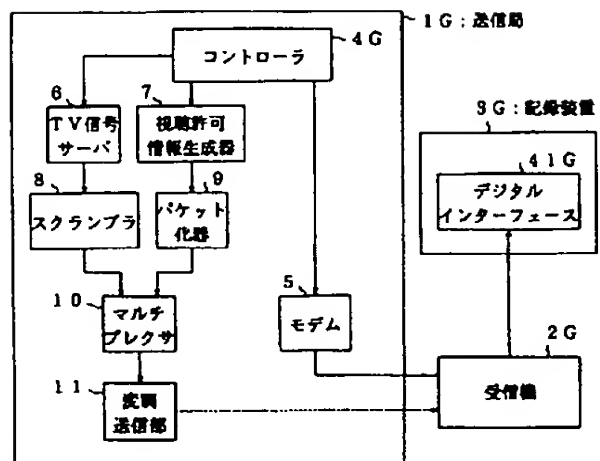 1G:送信局
4G
コントローラ
6
TV信号
サーバ
7
視聴許可
情報生成器
3G:記録装置
41G
デジタル
インターフェース
8
スクランブラ
9
パケット
化器
10
マルチ
プレクサ
5
モデム
2G
受信機
11
変調
送信部